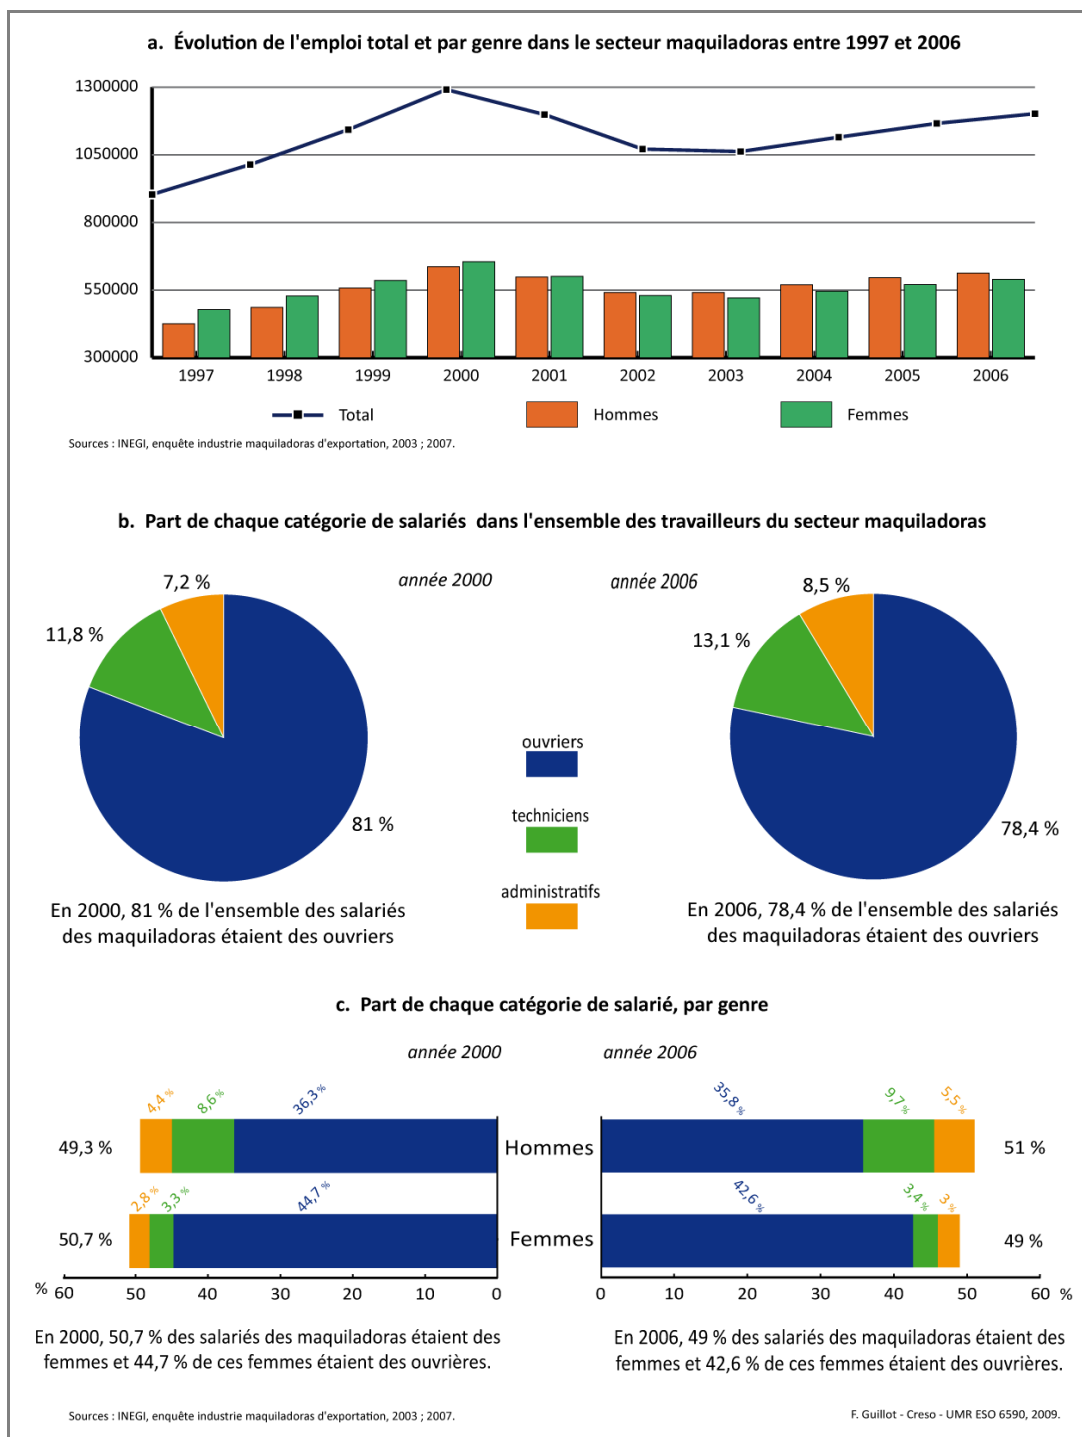 a. Évolution de l'emploi total et par genre dans le secteur maquiladoras entre 1997 et 2006
1300000
1050000
800000
550000
300000
1997 1998 1999 2000 2001 2002 2003 2004 2005 2006
Total Hommes Femmes
Sources : INEGI, enquête industrie maquiladoras d'exportation, 2003 ; 2007.
b. Part de chaque catégorie de salariés dans l'ensemble des travailleurs du secteur maquiladoras
année 2000 année 2006
7,2 % 8,5 %
11,8 % 13,1 %
ouvriers
techniciens
81 % 78,4 %
administratifs
En 2000, 81 % de l'ensemble des salariés
des maquiladoras étaient des ouvriers
En 2006, 78,4 % de l'ensemble des salariés
des maquiladoras étaient des ouvriers
c. Part de chaque catégorie de salarié, par genre
année 2000 année 2006
4,4 % 8,6 % 36,3 % 35,8 % 9,7 % 5,5 %
49,3 % Hommes 51 %
2,8 % 3,3 % 44,7 % 42,6 % 3,4 % 3 %
50,7 % Femmes 49 %
% 60 50 40 30 20 10 0 0 10 20 30 40 50 60 %
En 2000, 50,7 % des salariés des maquiladoras étaient des
femmes et 44,7 % de ces femmes étaient des ouvrières.
En 2006, 49 % des salariés des maquiladoras étaient des
femmes et 42,6 % de ces femmes étaient des ouvrières.
Sources : INEGI, enquête industrie maquiladoras d'exportation, 2003 ; 2007.
F. Guillot - Creso - UMR ESO 6590, 2009.